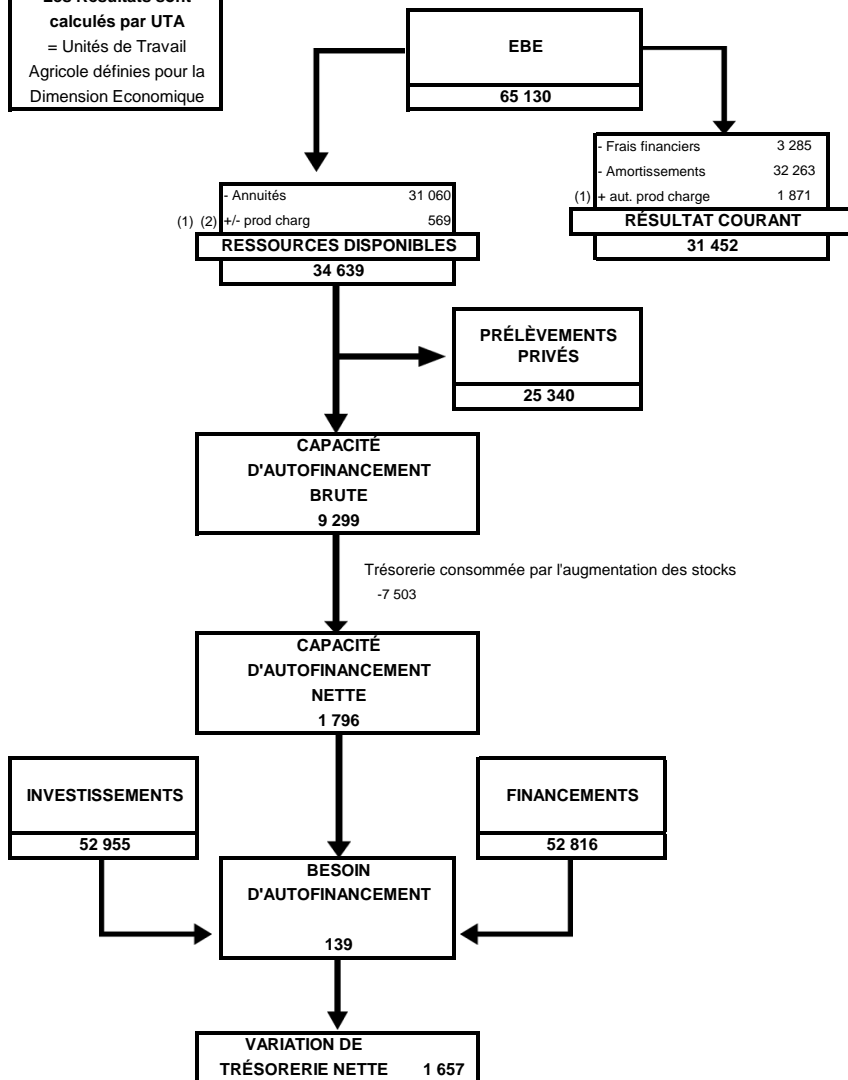 Les Résultats sont
calculés par UTA
= Unités de Travail
Agricole définies pour la
Dimension Economique
EBE
65 130
- Frais financiers 3 285
- Amortissements 32 263
(1) + aut. prod charge 1 871
RÉSULTAT COURANT
31 452
- Annuités 31 060
(1) (2) +/- prod charg 569
RESSOURCES DISPONIBLES
34 639
PRÉLÈVEMENTS
PRIVÉS
25 340
CAPACITÉ
D'AUTOFINANCEMENT
BRUTE
9 299
Trésorerie consommée par l'augmentation des stocks
-7 503
CAPACITÉ
D'AUTOFINANCEMENT
NETTE
1 796
INVESTISSEMENTS
52 955
FINANCEMENTS
52 816
BESOIN
D'AUTOFINANCEMENT
139
VARIATION DE
TRÉSORERIE NETTE 1 657